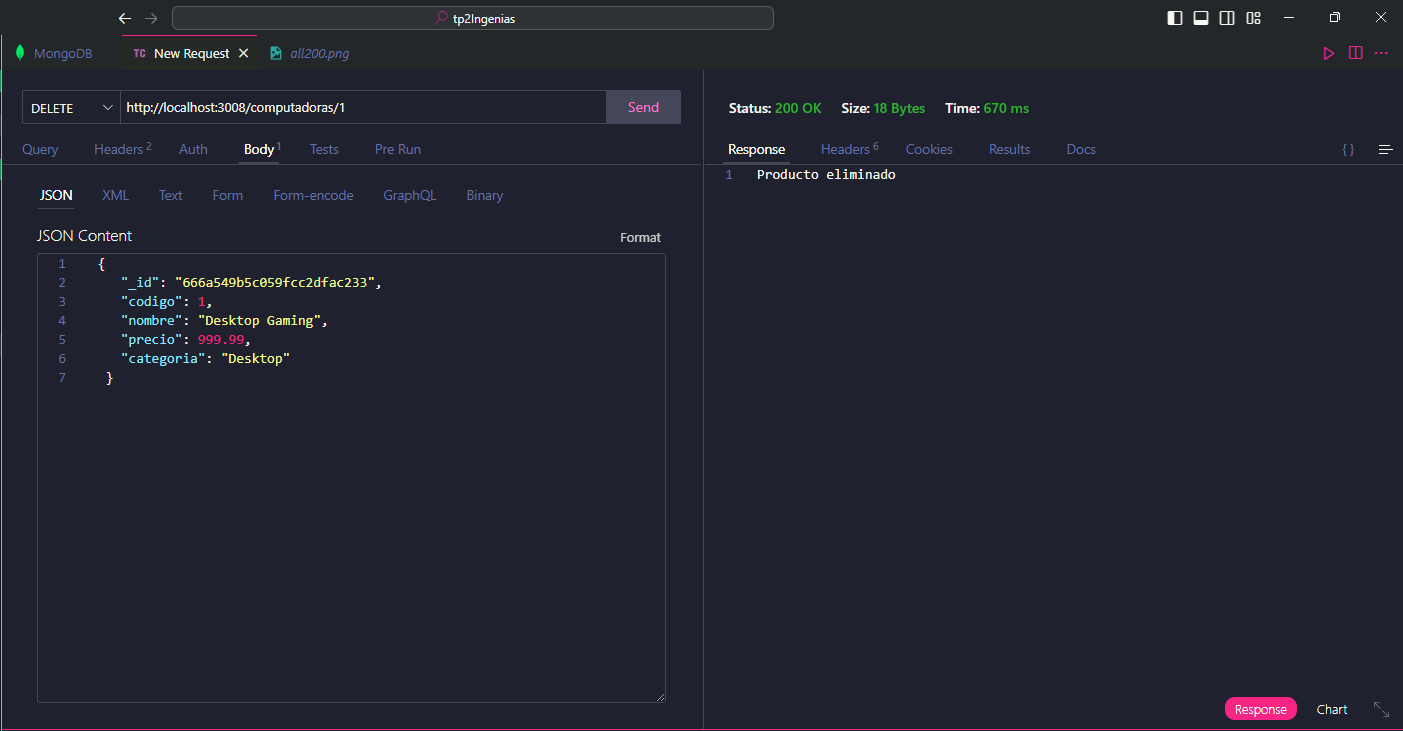 tp2Ingenias
MongoDB
TC New Request
all200.png
DELETE
http://localhost:3008/computadoras/1
Send
Query
Headers 2
Auth
Body 1
Tests
Pre Run
JSON
XML
Text
Form
Form-encode
GraphQL
Binary
JSON Content
Format
1 {
2 "_id": "666a549b5c059fcc2dfac233",
3 "codigo": 1,
4 "nombre": "Desktop Gaming",
5 "precio": 999.99,
6 "categoria": "Desktop"
7 }
Status: 200 OK Size: 18 Bytes Time: 670 ms
Response
Headers 6
Cookies
Results
Docs
{ }
1 Producto eliminado
Response
Chart